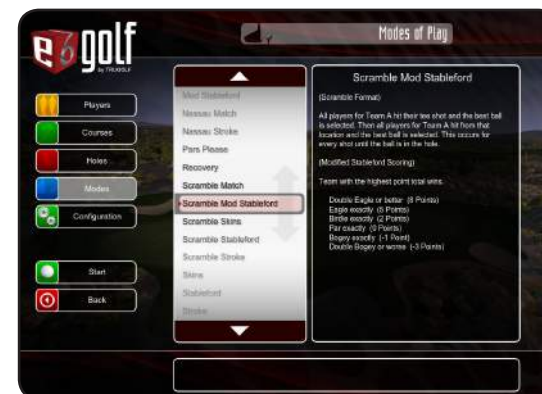 e6 golf
by TRUGOLF
Modes of Play
Players
Courses
Holes
Modes
Configuration
Start
Back
Mod Stableford
Nassau Match
Nassau Stroke
Pars Please
Recovery
Scramble Match
Scramble Mod Stableford
Scramble Skins
Scramble Stableford
Scramble Stroke
Skins
Stableford
Stroke
Scramble Mod Stableford
(Scramble Format)
All players for Team A hit their tee shot and the best ball
is selected. Then all players for Team A hit from that
location and the best ball is selected. This occurs for
every shot until the ball is in the hole.
(Modified Stableford Scoring)
Team with the highest point total wins.
Double Eagle or better (8 Points)
Eagle exactly (5 Points)
Birdie exactly (2 Points)
Par exactly (0 Points)
Bogey exactly (-1 Point)
Double Bogey or worse (-3 Points)